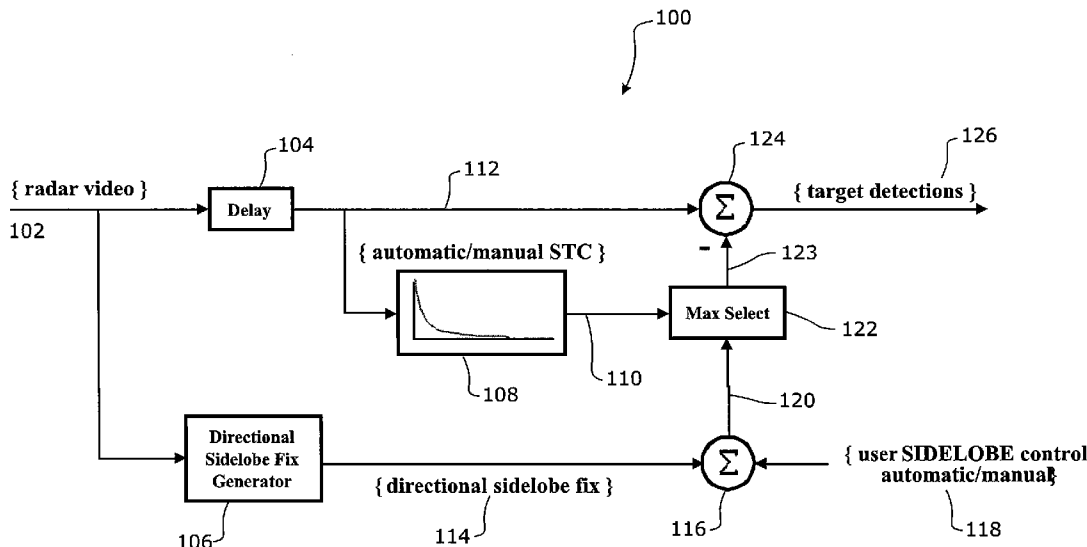 100
104
124
126
{ radar video }
112
{ target detections }
Delay
Σ
102
{ automatic/manual STC }
-
123
Max Select
122
108
110
120
Directional
Sidelobe Fix
Generator
Σ
{ user SIDELOBE control
automatic/manual}
{ directional sidelobe fix }
106
114
116
118